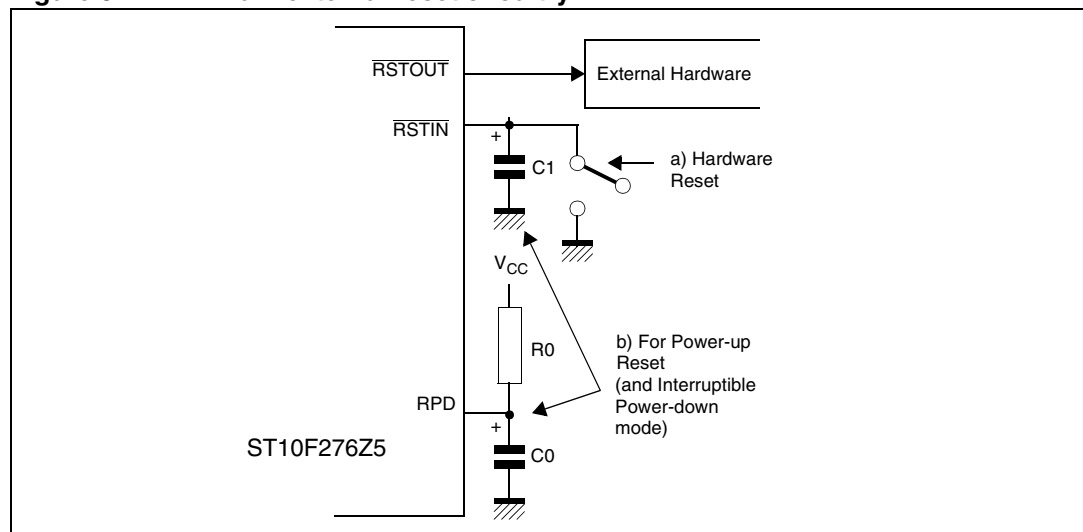 RSTOUT
External Hardware
RSTIN
+
C1
a) Hardware
Reset
VCC
R0
b) For Power-up
Reset
(and Interruptible
Power-down
mode)
RPD
+
ST10F276Z5
C0